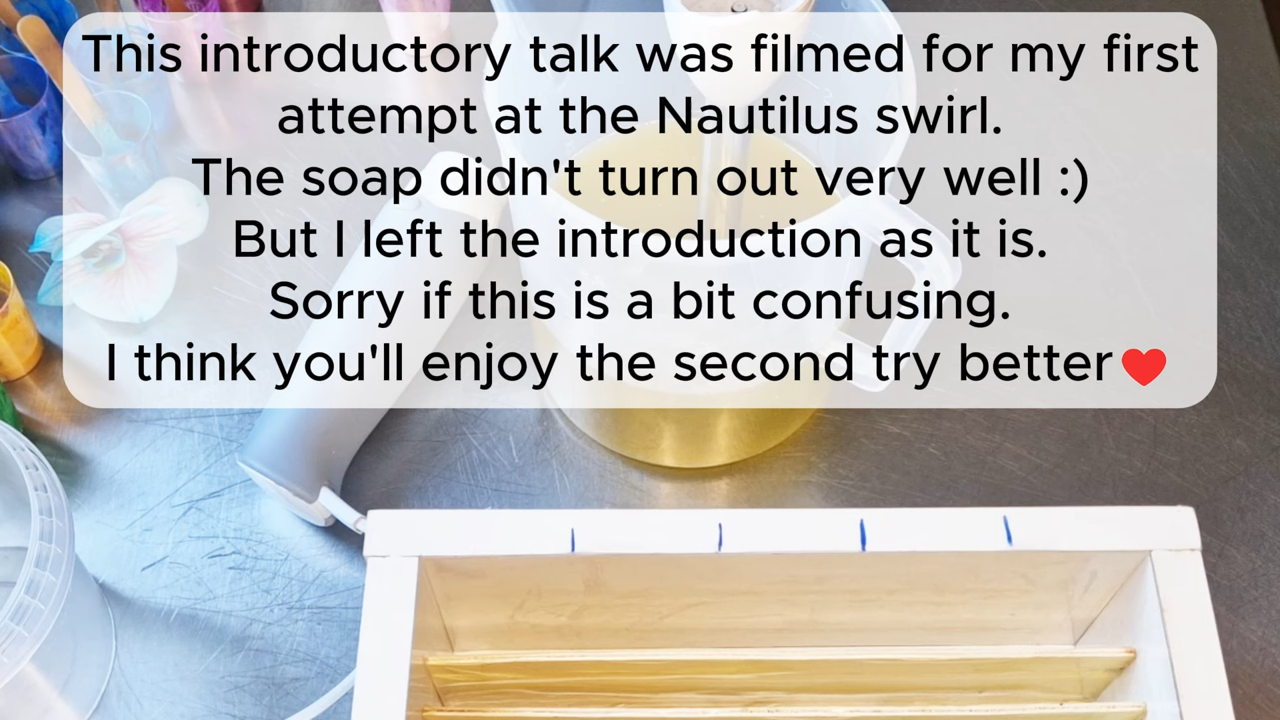 This introductory talk was filmed for my first
attempt at the Nautilus swirl.
The soap didn't turn out very well :)
But I left the introduction as it is.
Sorry if this is a bit confusing.
I think you'll enjoy the second try better❤️